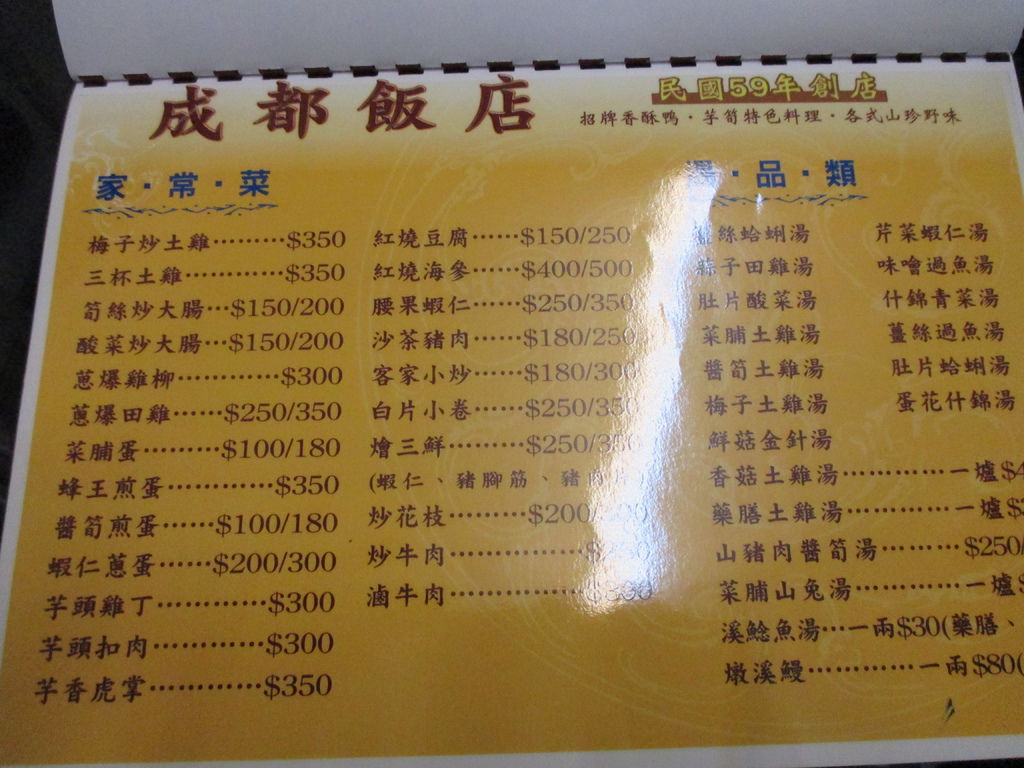 成都飯店
民國59年創店
招牌香酥鴨·芋筍特色料理·各式山珍野味
家·常·菜
梅子炒土雞………$350
三杯土雞…………$350
筍絲炒大腸…$150/200
酸菜炒大腸…$150/200
蔥爆雞柳…………$300
蔥爆田雞……$250/350
菜脯蛋………$100/180
蜂王煎蛋…………$350
醬筍煎蛋……$100/180
蝦仁蔥蛋……$200/300
芋頭雞丁…………$300
芋頭扣肉…………$300
芋香虎掌…………$350
紅燒豆腐……$150/250
紅燒海參……$400/500
腰果蝦仁……$250/350
沙茶豬肉……$180/250
客家小炒……$180/300
白片小卷……$250/350
燴三鮮………$250/350
(蝦仁、豬腳筋、豬肉片)
炒花枝………$200/
炒牛肉…………
滷牛肉…………$300
·品·類
絲蛤蜊湯
蒜子田雞湯
肚片酸菜湯
菜脯土雞湯
醬筍土雞湯
梅子土雞湯
鮮菇金針湯
香菇土雞湯…………一爐$4
藥膳土雞湯…………一爐$
山豬肉醬筍湯………$250/
菜脯山兔湯…………一爐$
溪鯰魚湯…一兩$30(藥膳、
燉溪鰻…………一兩$80(
芹菜蝦仁湯
味噌過魚湯
什錦青菜湯
薑絲過魚湯
肚片蛤蜊湯
蛋花什錦湯